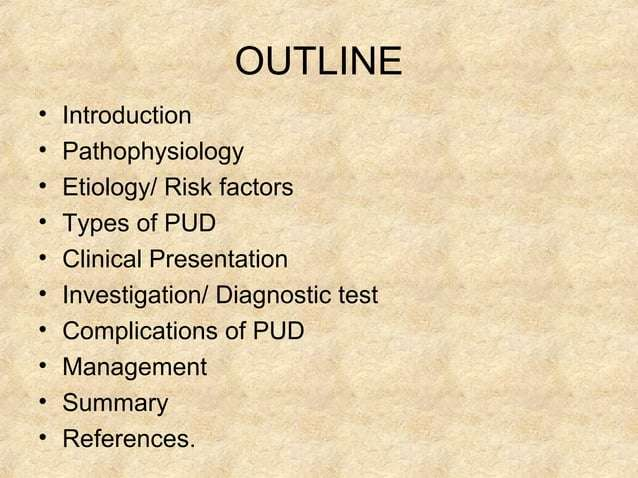 OUTLINE
• Introduction
• Pathophysiology
• Etiology/ Risk factors
• Types of PUD
• Clinical Presentation
• Investigation/ Diagnostic test
• Complications of PUD
• Management
• Summary
• References.